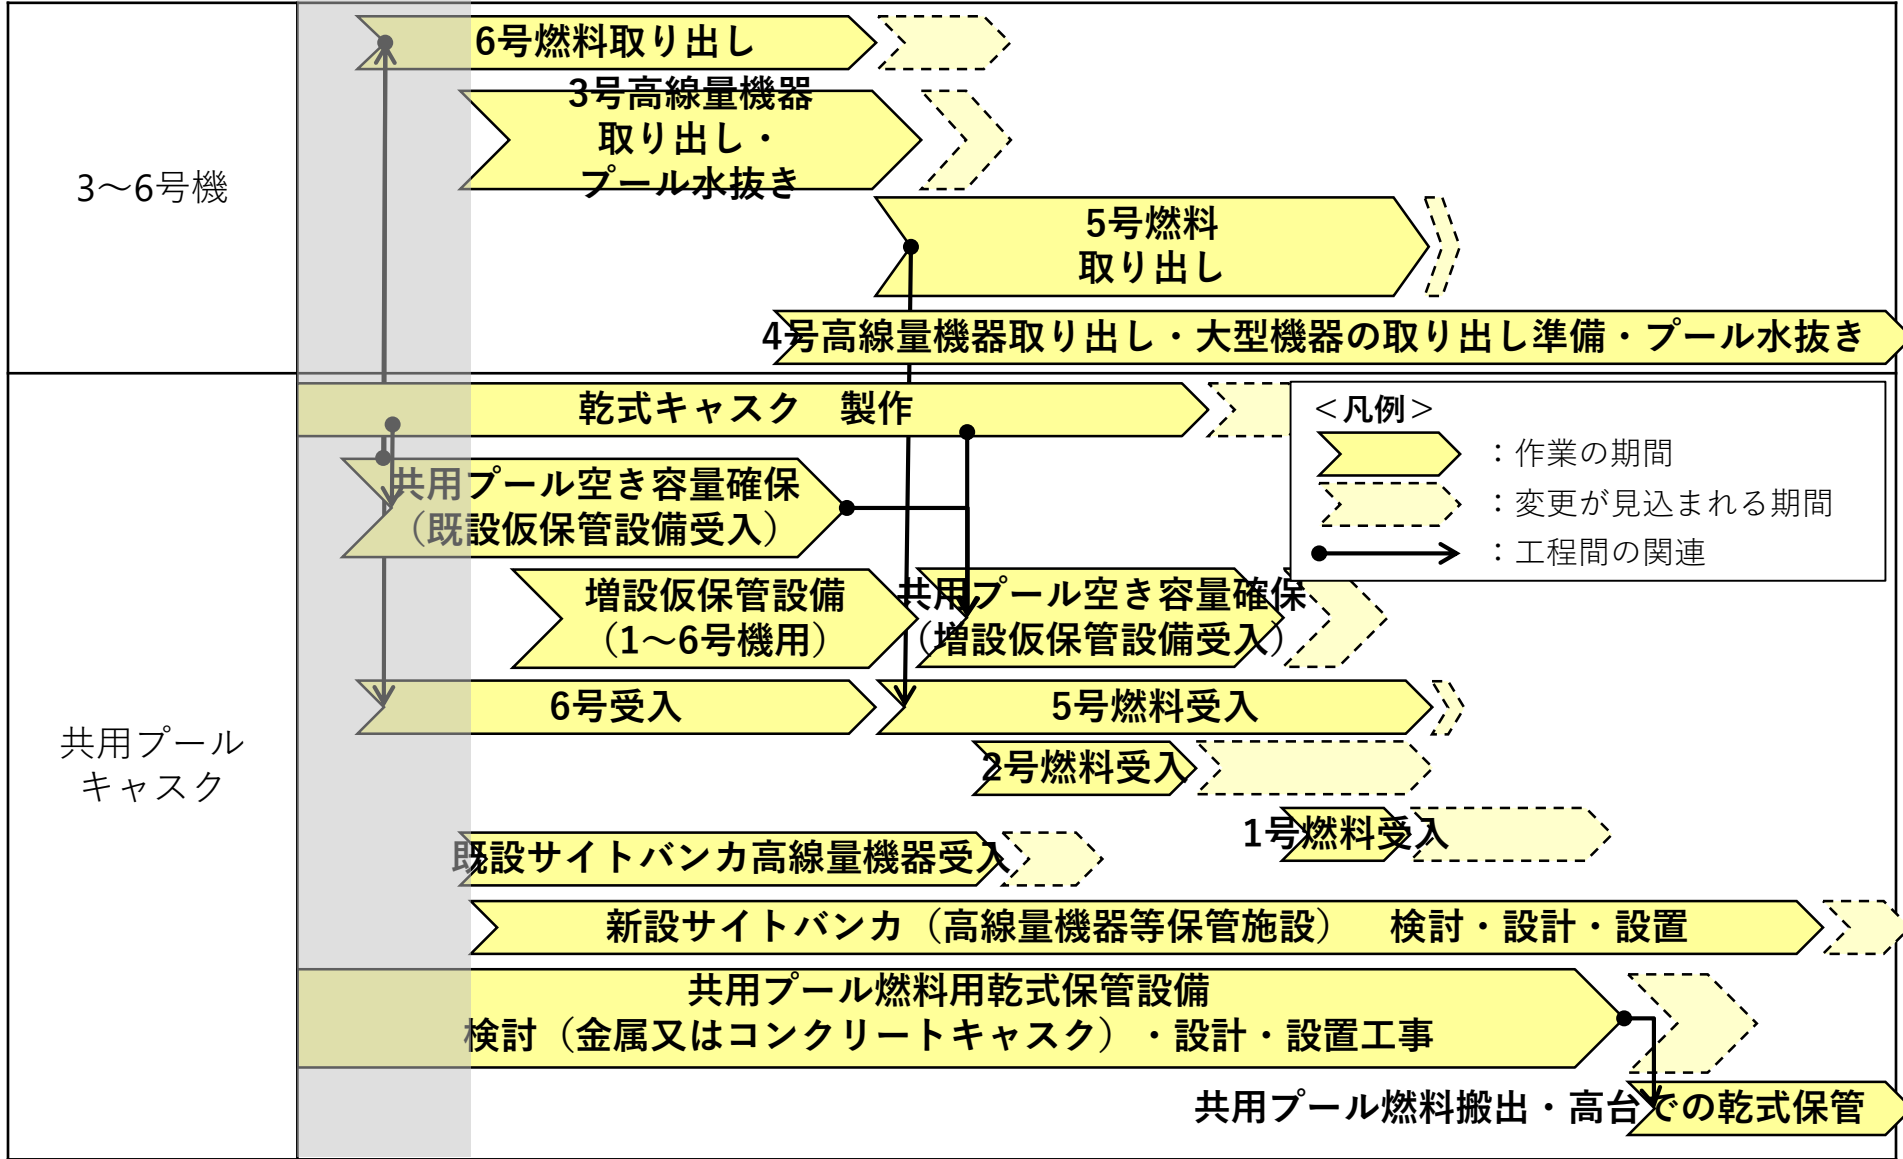 3～6号機
6号燃料取り出し
3号高線量機器
取り出し・
プール水抜き
5号燃料
取り出し
4号高線量機器取り出し・大型機器の取り出し準備・プール水抜き
共用プール
キャスク
乾式キャスク　製作
＜凡例＞
：作業の期間
：変更が見込まれる期間
：工程間の関連
共用プール空き容量確保
（既設仮保管設備受入）
増設仮保管設備
（1～6号機用）
共用プール空き容量確保
（増設仮保管設備受入）
6号受入
5号燃料受入
2号燃料受入
1号燃料受入
既設サイトバンカ高線量機器受入
新設サイトバンカ（高線量機器等保管施設）　検討・設計・設置
共用プール燃料用乾式保管設備
検討（金属又はコンクリートキャスク）・設計・設置工事
共用プール燃料搬出・高台での乾式保管